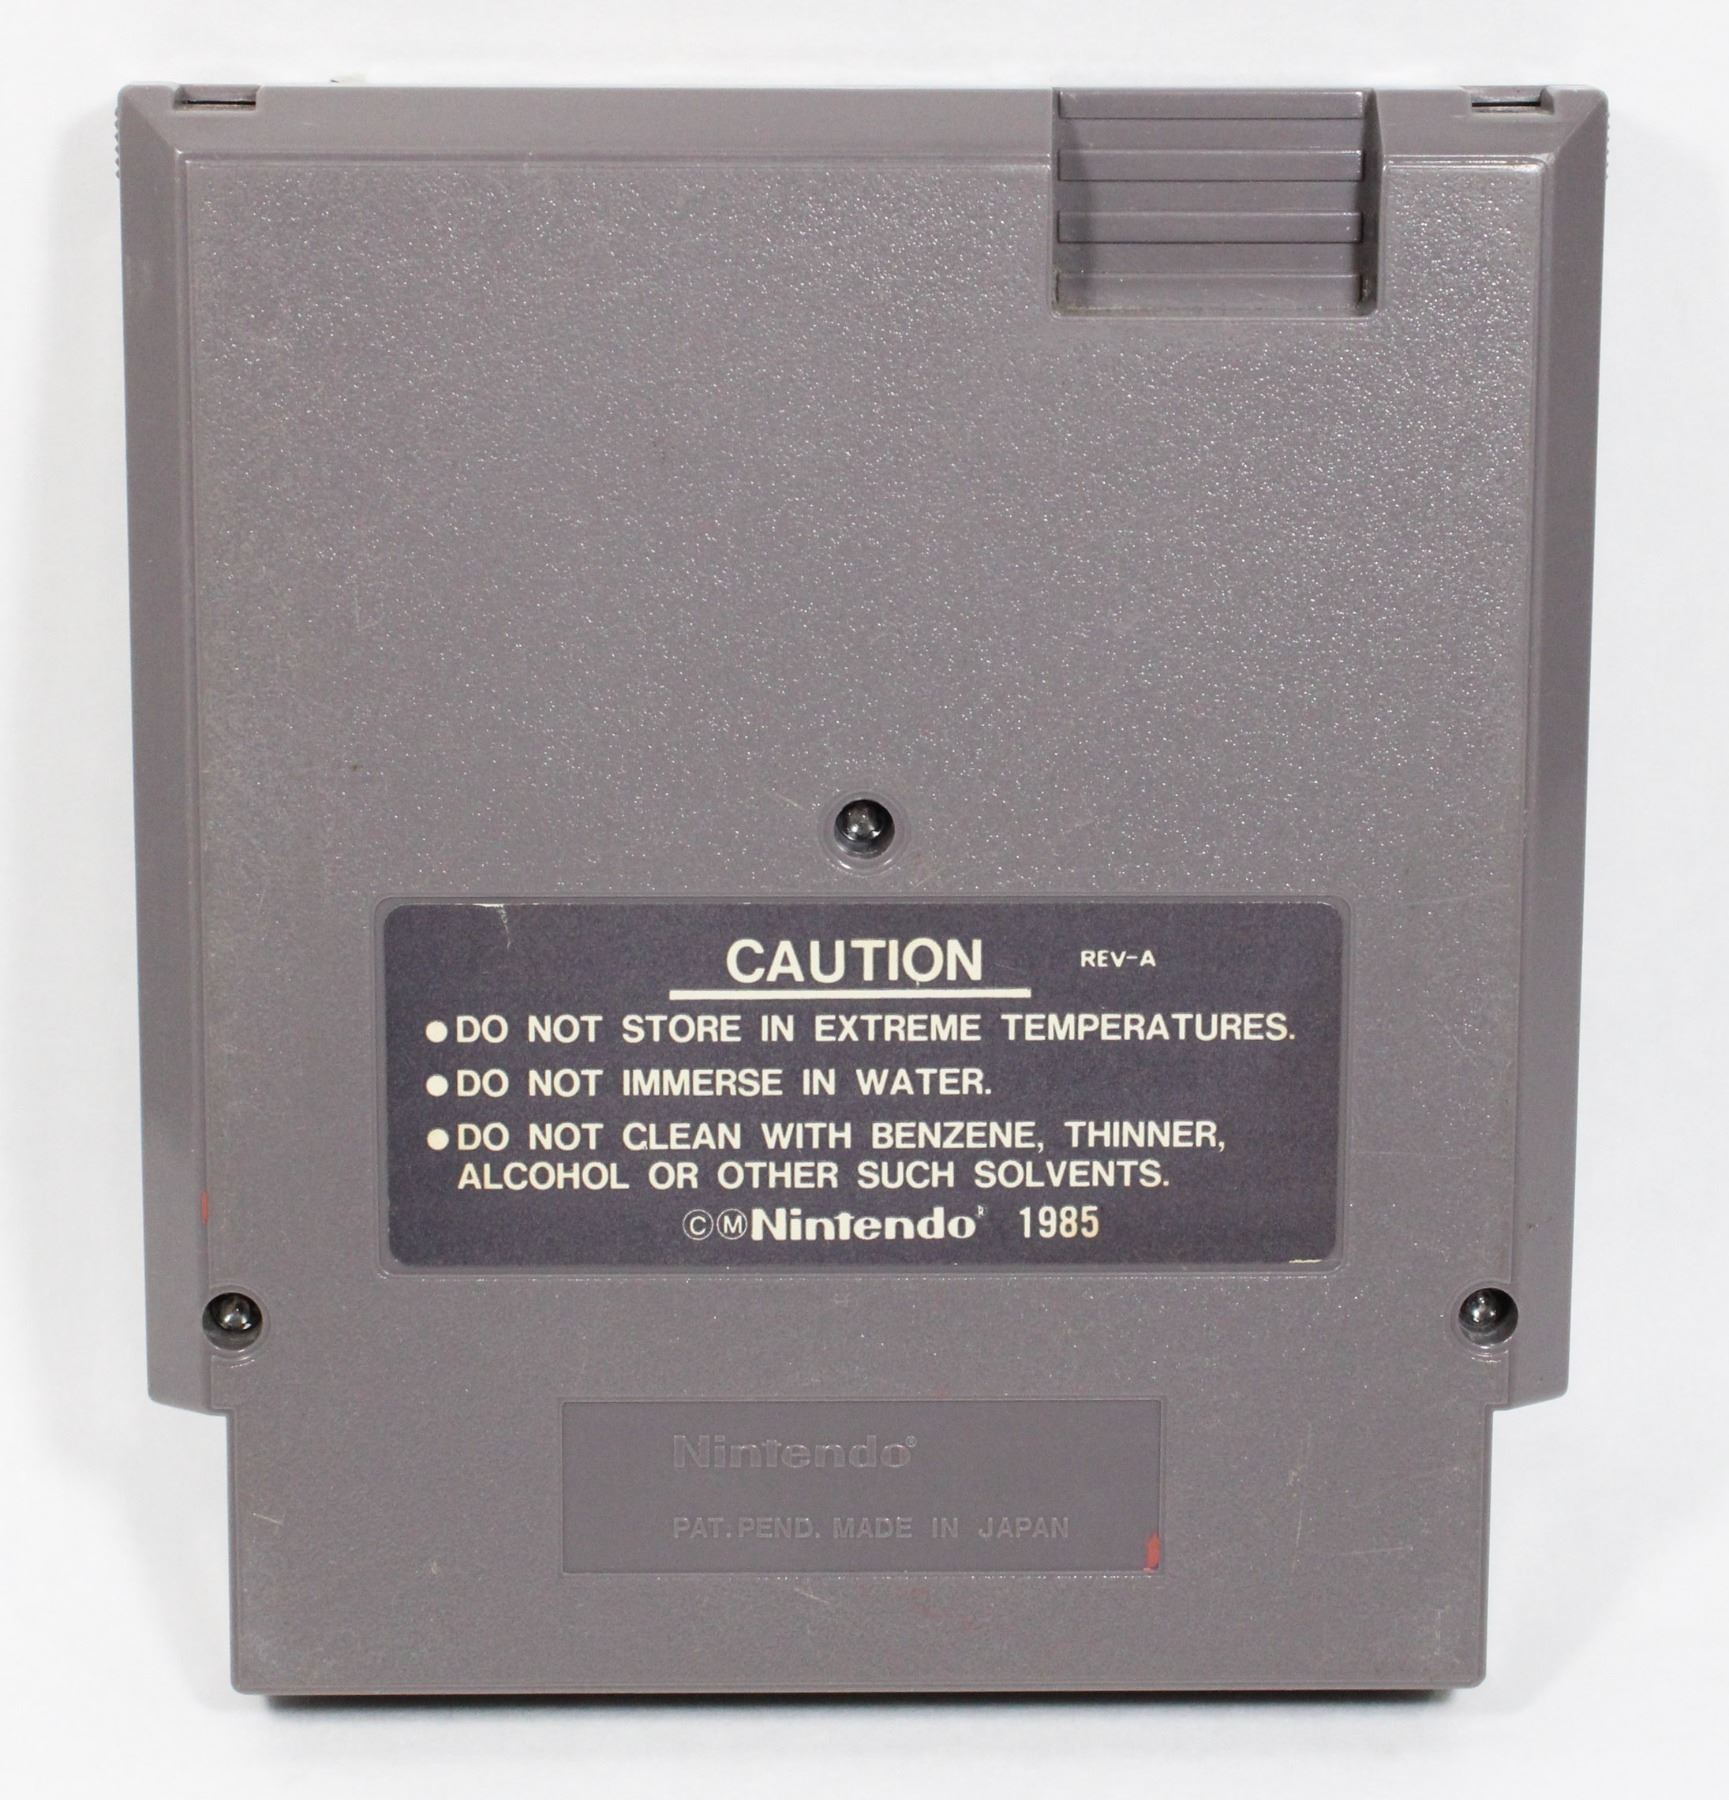 CAUTION REV-A
●DO NOT STORE IN EXTREME TEMPERATURES.
●DO NOT IMMERSE IN WATER.
●DO NOT CLEAN WITH BENZENE, THINNER,
ALCOHOL OR OTHER SUCH SOLVENTS.
ⒸⓂNintendo® 1985
Nintendo®
PAT. PEND. MADE IN JAPAN